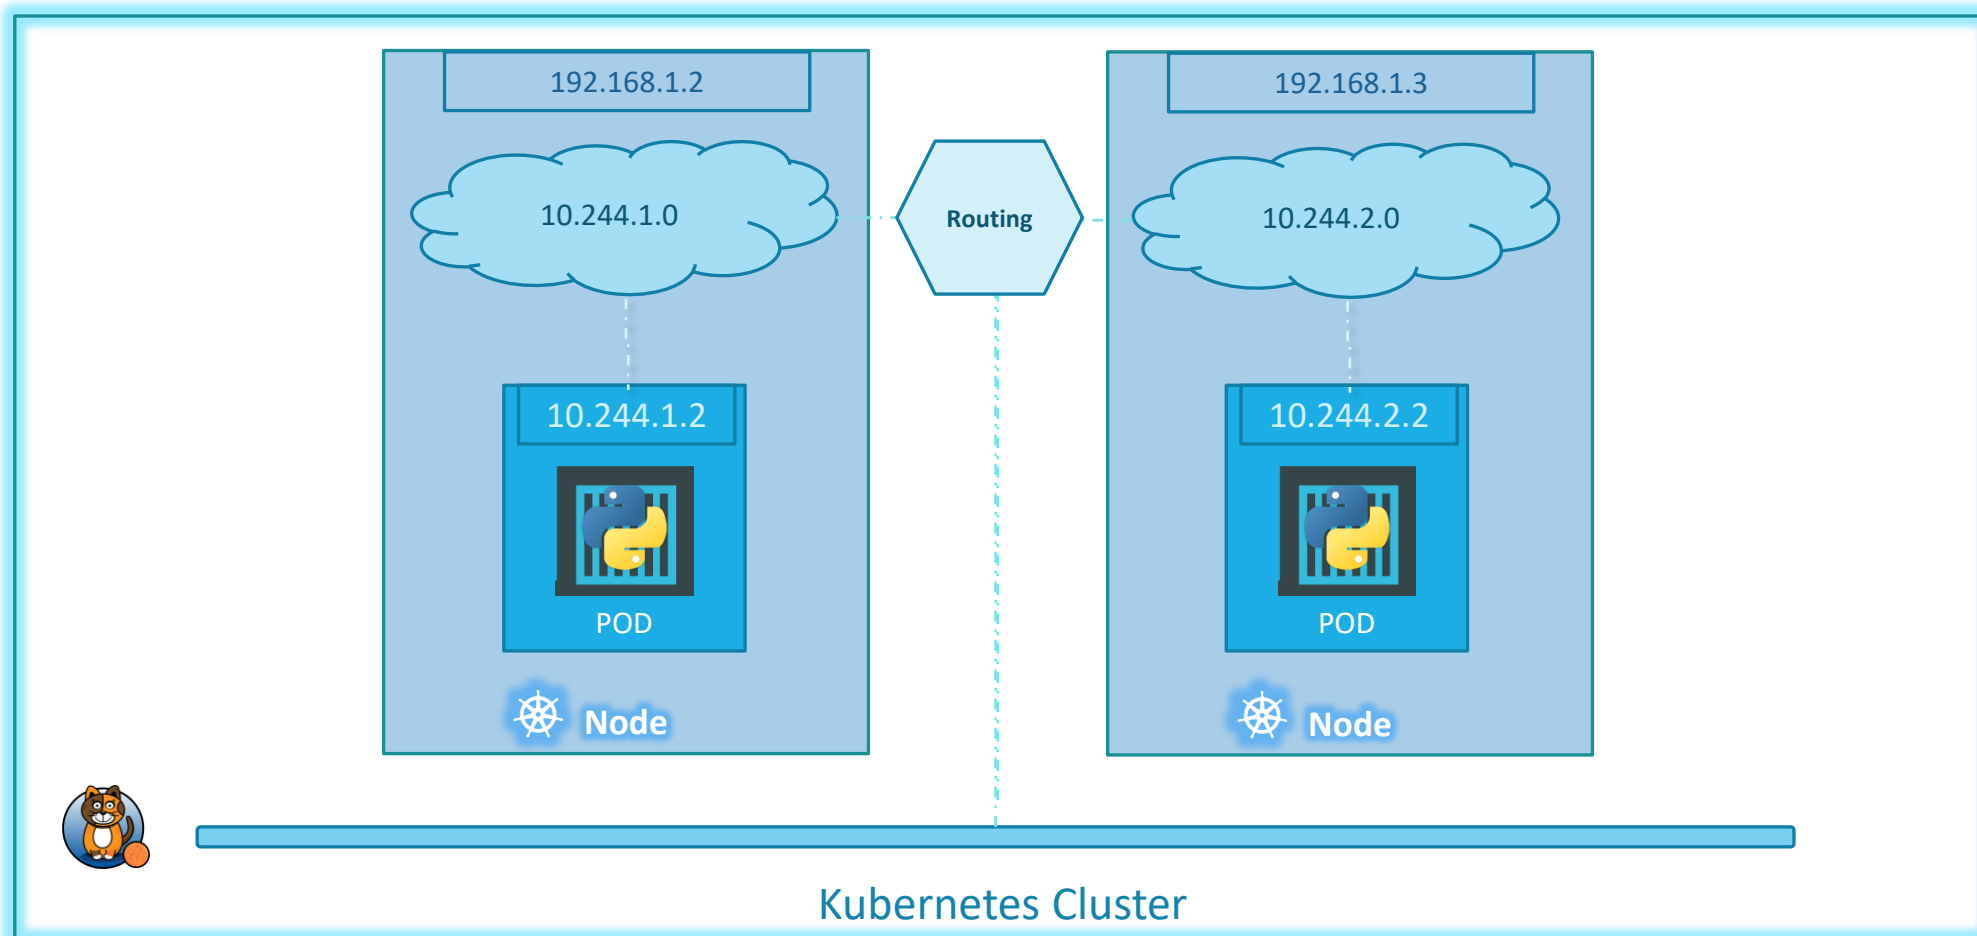 192.168.1.2
192.168.1.3
10.244.1.0
Routing
10.244.2.0
10.244.1.2
10.244.2.2
POD
POD
Node
Node
Kubernetes Cluster